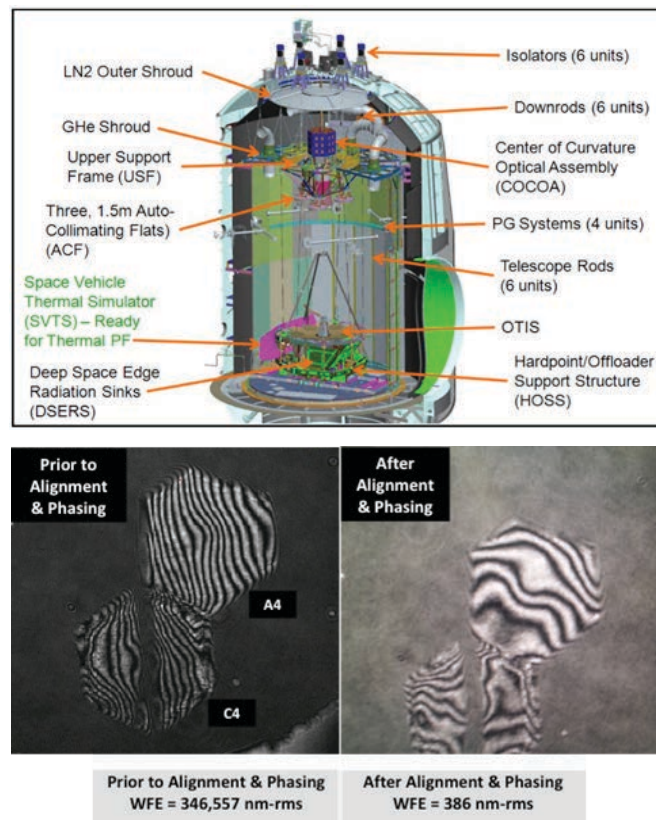 LN2 Outer Shroud
GHe Shroud
Upper Support
Frame (USF)
Three, 1.5m Auto-
Collimating Flats)
(ACF)
Space Vehicle
Thermal Simulator
(SVTS) – Ready
for Thermal PF
Deep Space Edge
Radiation Sinks
(DSERS)
Isolators (6 units)
Downrods (6 units)
Center of Curvature
Optical Assembly
(COCOA)
PG Systems (4 units)
Telescope Rods
(6 units)
OTIS
Hardpoint/Offloader
Support Structure
(HOSS)
Prior to
Alignment
& Phasing
A4
C4
After
Alignment
& Phasing
Prior to Alignment & Phasing
WFE = 346,557 nm-rms
After Alignment & Phasing
WFE = 386 nm-rms